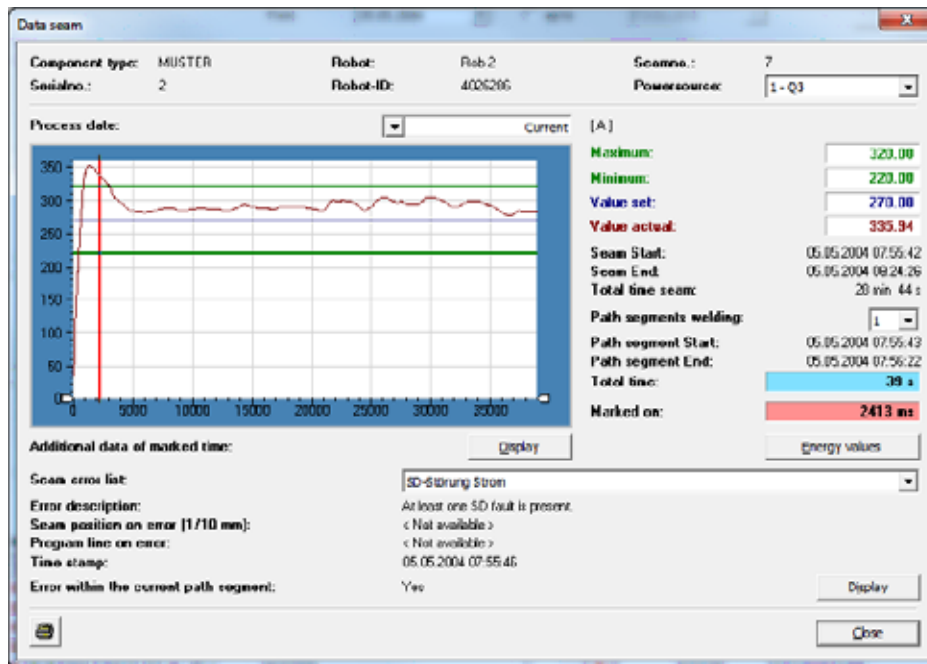 Data seam
Component type: MUSTER Robot: Rob 2 Seamno.: 7
Serialno.: 2 Robot-ID: 4026286 Powersource: 1 - Q3
Process date: Current [A]
Maximum: 320.00
Minimum: 220.00
Value set: 270.00
Value actual: 335.94
Seam Start: 05.05.2004 07:55:42
Seam End: 05.05.2004 08:24:26
Total time seam: 28 min 44 s
Path segments welding: 1
Path segment Start: 05.05.2004 07:55:43
Path segment End: 05.05.2004 07:56:22
Total time: 39 s
Marked on: 2413 ms
350
300
250
200
150
100
50
0
0 5000 10000 15000 20000 25000 30000 35000
Additional data of marked time: Display Energy values
Seam error list: SD-Störung Strom
Error description: At least one SD fault is present.
Seam position on error [1/10 mm]: < Not available >
Program line on error: < Not available >
Time stamp: 05.05.2004 07:55:46
Error within the current path segment: Yes Display
Close